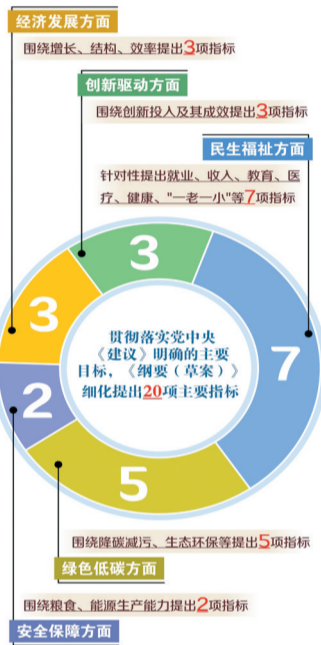 经济发展方面
围绕增长、结构、效率提出3项指标
创新驱动方面
围绕创新投入及其成效提出3项指标
民生福祉方面
针对性提出就业、收入、教育、医
疗、健康、"一老一小"等7项指标
3
3
7
2
5
贯彻落实党中央
《建议》明确的主要
目标，《纲要（草案）》
细化提出20项主要指标
围绕降碳减污、生态环保等提出5项指标
绿色低碳方面
围绕粮食、能源生产能力提出2项指标
安全保障方面